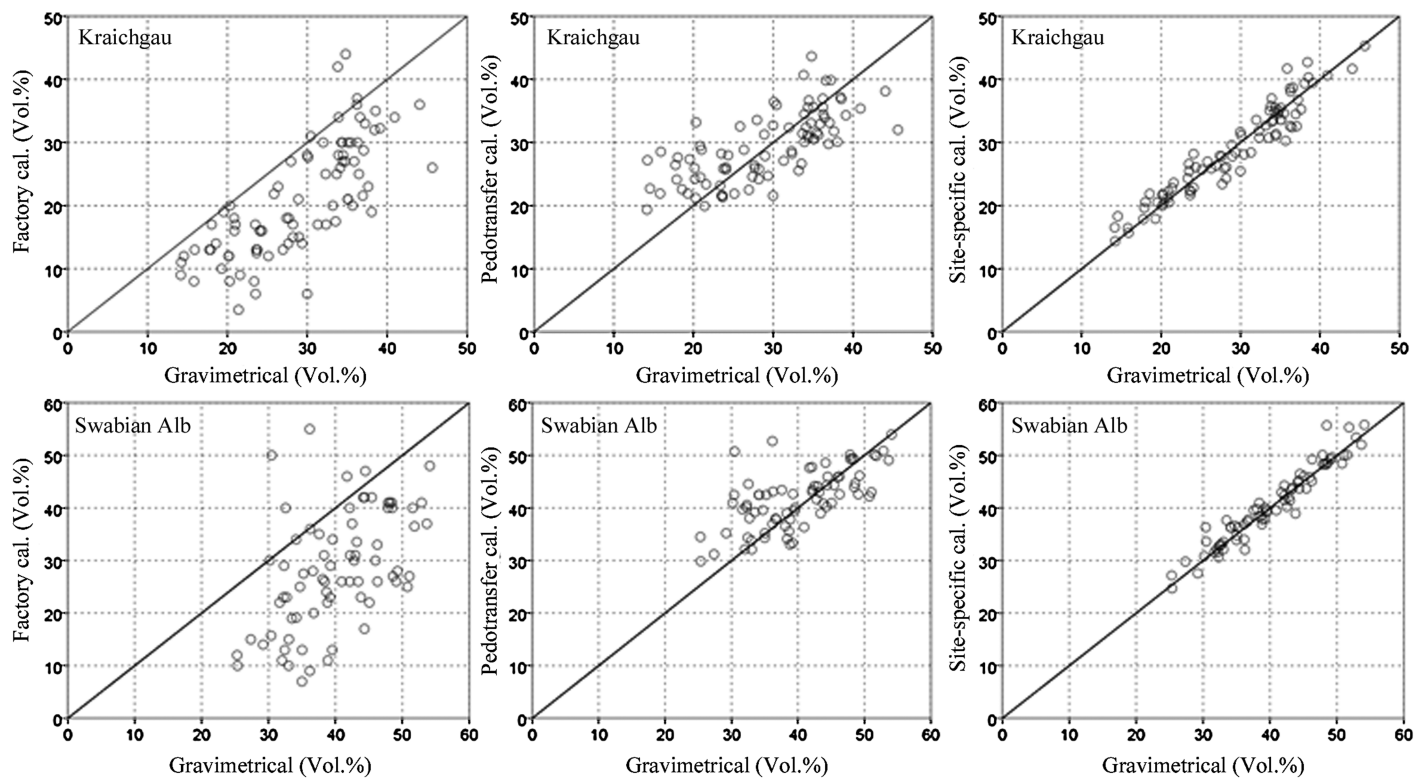 Kraichgau
Factory cal. (Vol.%)
50
40
30
20
10
0
0 10 20 30 40 50
Gravimetrical (Vol.%)
Kraichgau
Pedotransfer cal. (Vol.%)
50
40
30
20
10
0
0 10 20 30 40 50
Gravimetrical (Vol.%)
Kraichgau
Site-specific cal. (Vol.%)
50
40
30
20
10
0
0 10 20 30 40 50
Gravimetrical (Vol.%)
Swabian Alb
Factory cal. (Vol.%)
60
50
40
30
20
10
0
0 10 20 30 40 50 60
Gravimetrical (Vol.%)
Swabian Alb
Pedotransfer cal. (Vol.%)
60
50
40
30
20
10
0
0 10 20 30 40 50 60
Gravimetrical (Vol.%)
Swabian Alb
Site-specific cal. (Vol.%)
60
50
40
30
20
10
0
0 10 20 30 40 50 60
Gravimetrical (Vol.%)